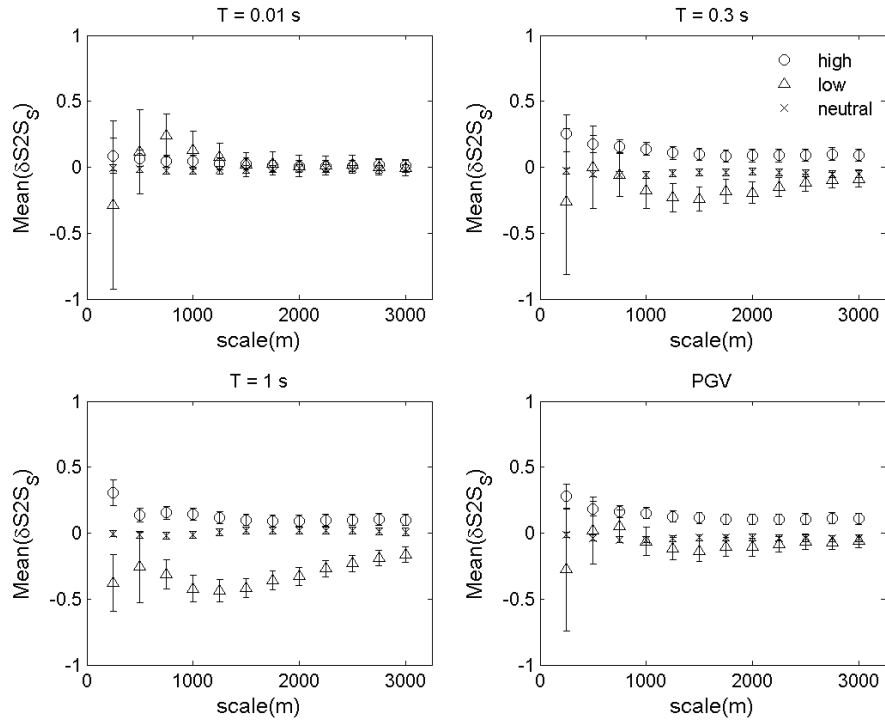 T = 0.01 s
1
0.5
0
-0.5
-1
Mean(δS2S_S)
0 1000 2000 3000
scale(m)
T = 0.3 s
high
low
neutral
1
0.5
0
-0.5
-1
Mean(δS2S_S)
0 1000 2000 3000
scale(m)
T = 1 s
1
0.5
0
-0.5
-1
Mean(δS2S_S)
0 1000 2000 3000
scale(m)
PGV
1
0.5
0
-0.5
-1
Mean(δS2S_S)
0 1000 2000 3000
scale(m)